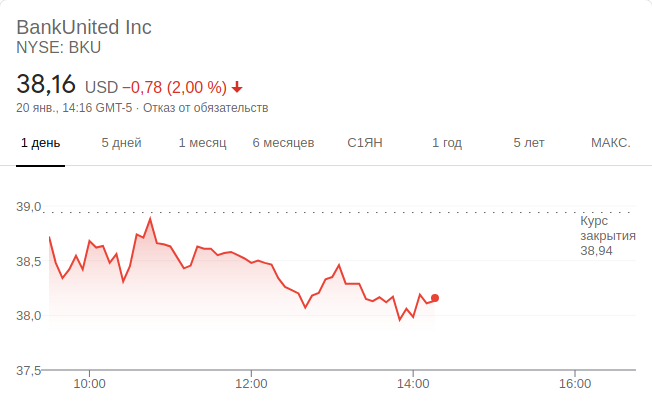 BankUnited Inc
NYSE: BKU
38,16 USD −0,78 (2,00 %)
20 янв., 14:16 GMT-5 · Отказ от обязательств
1 день 5 дней 1 месяц 6 месяцев С1ЯН 1 год 5 лет МАКС.
39,0
Курс
закрытия
38,94
38,5
38,0
37,5
10:00 12:00 14:00 16:00